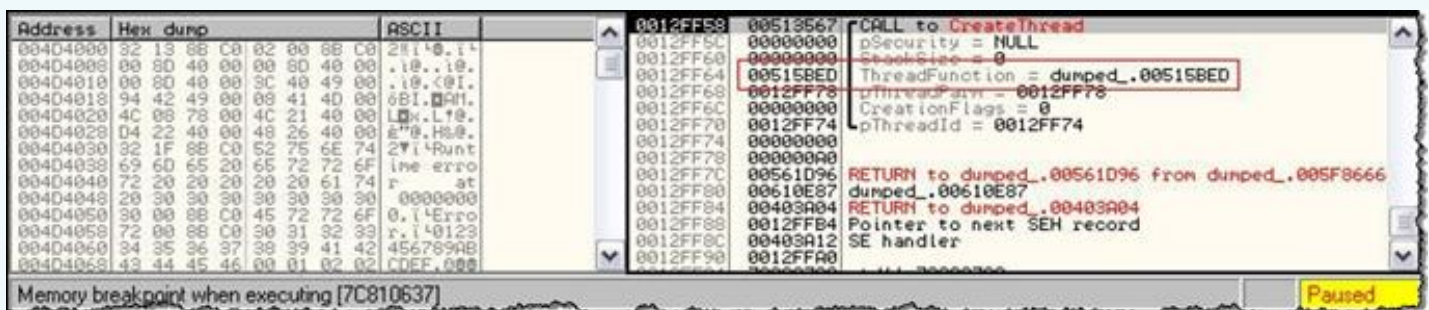 Address Hex dump ASCII
004D4000 32 13 8B C0 02 00 8B C0
004D4008 00 8D 40 00 00 8D 40 00
004D4010 00 8D 40 00 3C 40 49 00 .ì@.<@I.
004D4018 94 42 49 00 08 41 4D 00
004D4020 4C 08 78 00 4C 21 40 00
004D4028 D4 22 40 00 48 26 40 00
004D4030 32 1F 8B C0 52 75 6E 74
004D4038 69 6D 65 20 65 72 72 6F ime erro
004D4040 72 20 20 20 20 20 61 74 r at
004D4048 20 30 30 30 30 30 30 30 0000000
004D4050 30 00 8B C0 45 72 72 6F
004D4058 72 00 8B C0 30 31 32 33
004D4060 34 35 36 37 38 39 41 42 456789AB
004D4068 43 44 45 46 00 01 02 02
0012FF58 00513567 CALL to CreateThread
0012FF5C 00000000 pSecurity = NULL
0012FF60 00000000 StackSize = 0
0012FF64 00515BED ThreadFunction = dumped_.00515BED
0012FF68 0012FF78 pThreadParm = 0012FF78
0012FF6C 00000000 CreationFlags = 0
0012FF70 0012FF74 pThreadId = 0012FF74
0012FF74 00000000
0012FF78 000000A0
0012FF7C 00561D96 RETURN to dumped_.00561D96 from dumped_.005F8666
0012FF80 00610E87 dumped_.00610E87
0012FF84 00403A04 RETURN to dumped_.00403A04
0012FF88 0012FFB4 Pointer to next SEH record
0012FF8C 00403A12 SE handler
0012FF90 0012FFA0
Memory breakpoint when executing [7C810637]
Paused